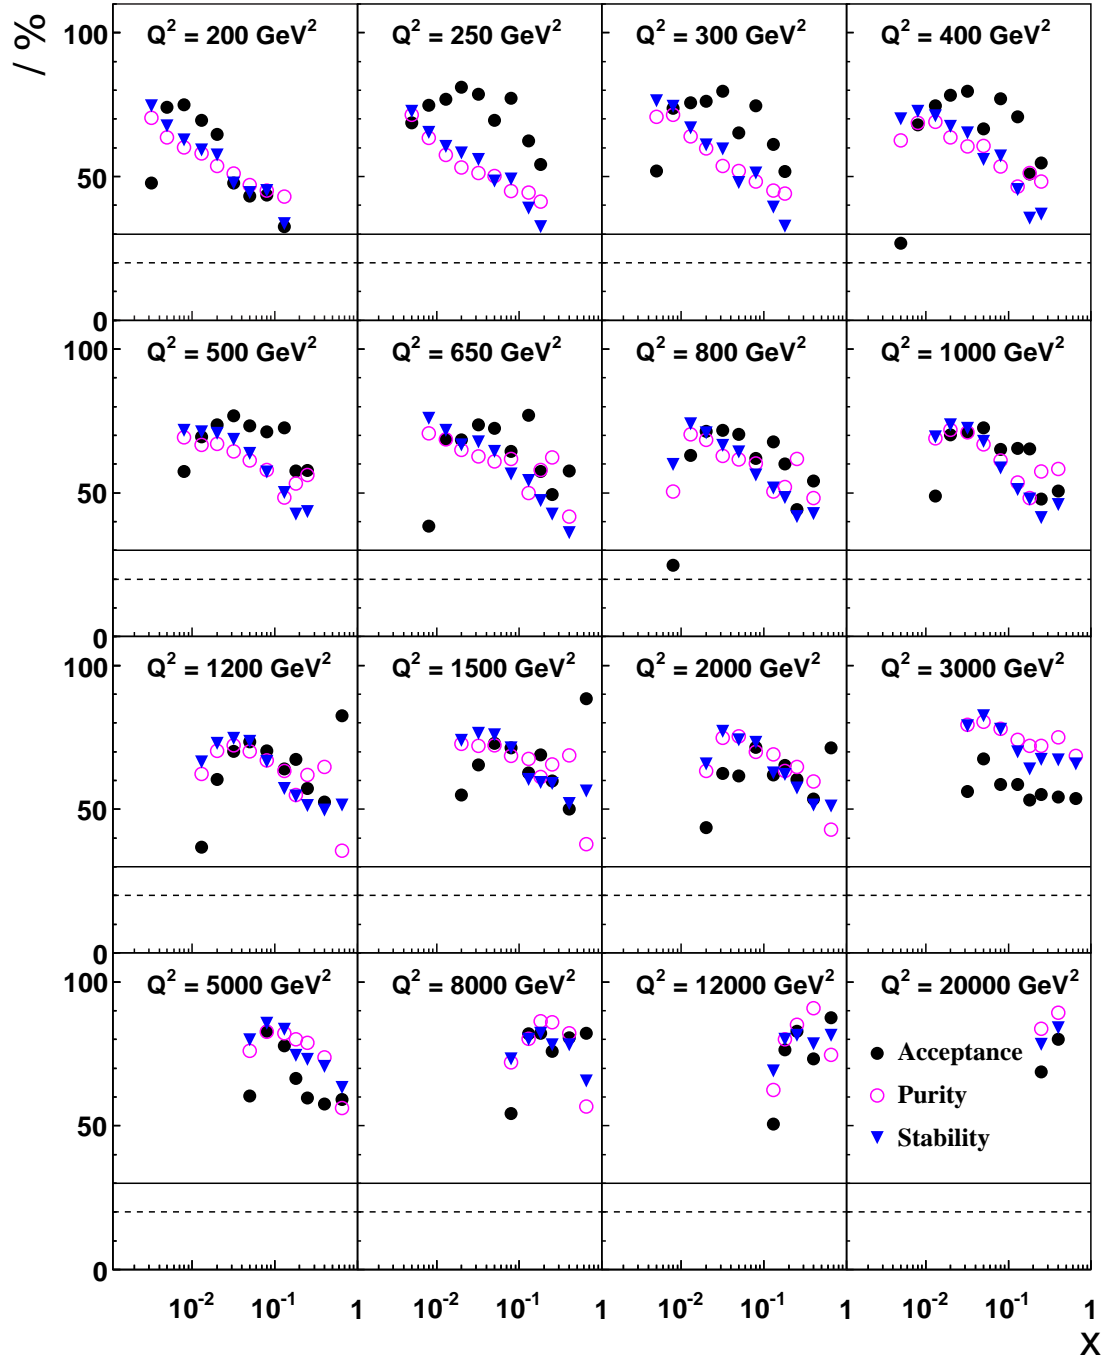 / %
100
Q² = 200 GeV²
Q² = 250 GeV²
Q² = 300 GeV²
Q² = 400 GeV²
50
0
100
Q² = 500 GeV²
Q² = 650 GeV²
Q² = 800 GeV²
Q² = 1000 GeV²
50
0
100
Q² = 1200 GeV²
Q² = 1500 GeV²
Q² = 2000 GeV²
Q² = 3000 GeV²
50
0
100
Q² = 5000 GeV²
Q² = 8000 GeV²
Q² = 12000 GeV²
Q² = 20000 GeV²
Acceptance
Purity
Stability
50
0
10⁻² 10⁻¹ 1 10⁻² 10⁻¹ 1 10⁻² 10⁻¹ 1 10⁻² 10⁻¹ 1
x